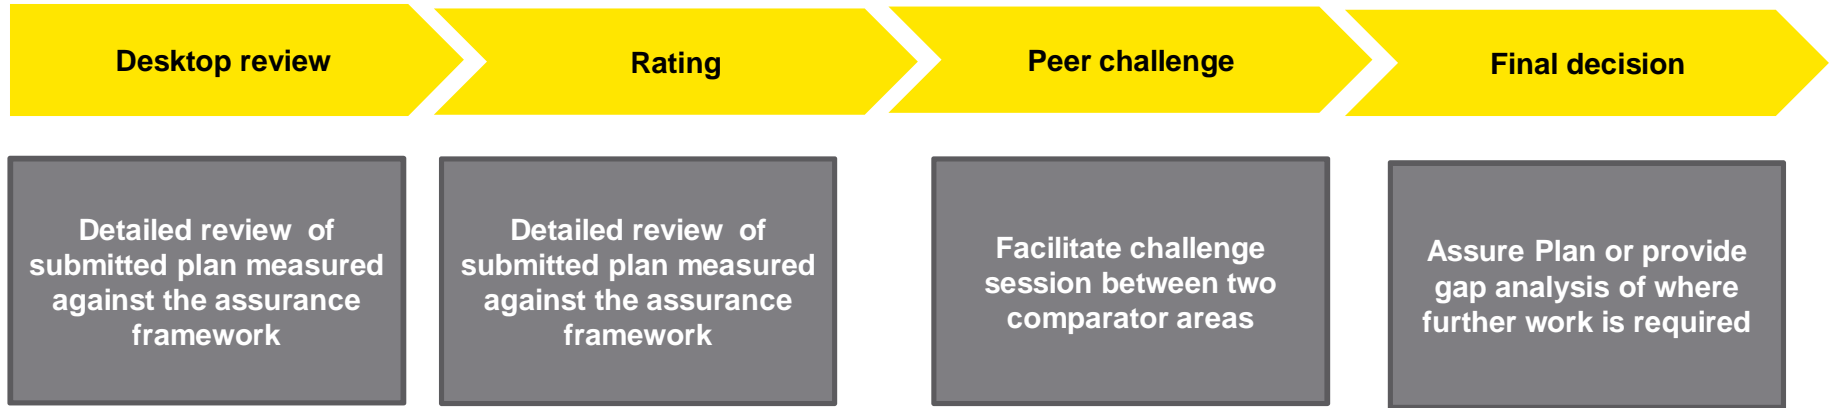 Desktop review
Rating
Peer challenge
Final decision
Detailed review  of
submitted plan measured
against the assurance
framework
Detailed review  of
submitted plan measured
against the assurance
framework
Facilitate challenge
session between two
comparator areas
Assure Plan or provide
gap analysis of where
further work is required